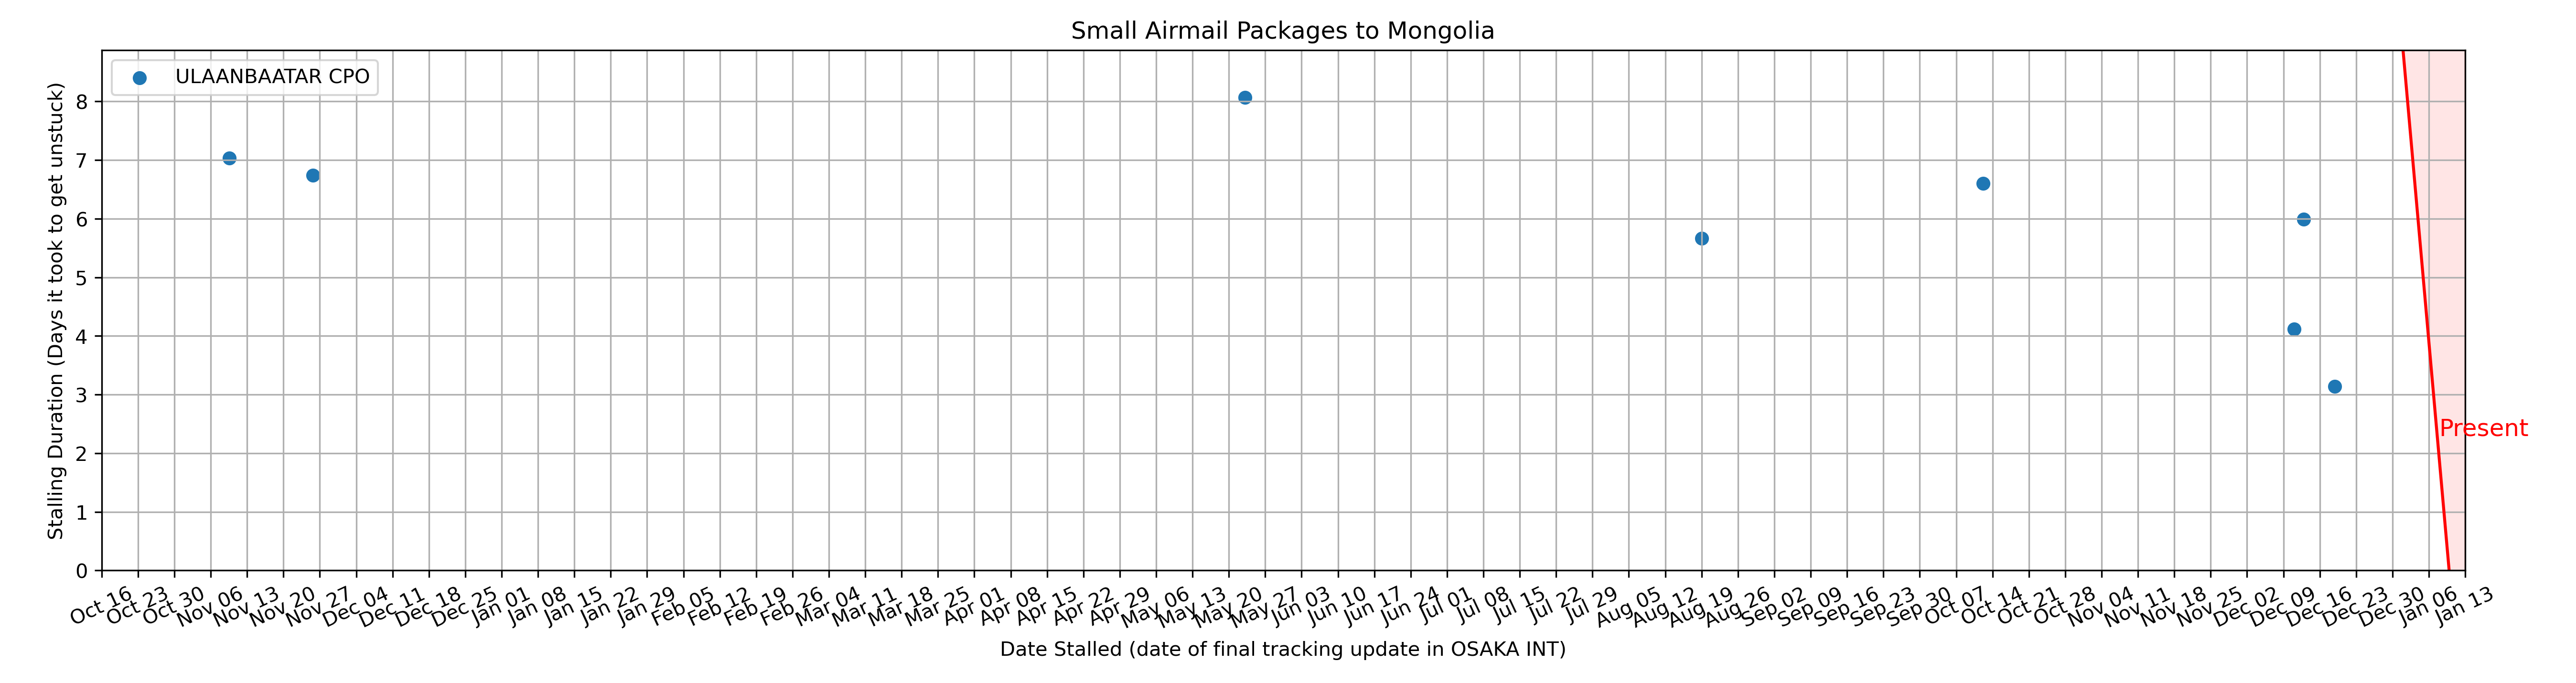 Small Airmail Packages to Mongolia
ULAANBAATAR CPO
Stalling Duration (Days it took to get unstuck)
8
7
6
5
4
3
2
1
0
Present
Oct 16
Oct 23
Oct 30
Nov 06
Nov 13
Nov 20
Nov 27
Dec 04
Dec 11
Dec 18
Dec 25
Jan 01
Jan 08
Jan 15
Jan 22
Jan 29
Feb 05
Feb 12
Feb 19
Feb 26
Mar 04
Mar 11
Mar 18
Mar 25
Apr 01
Apr 08
Apr 15
Apr 22
Apr 29
May 06
May 13
May 20
May 27
Jun 03
Jun 10
Jun 17
Jun 24
Jul 01
Jul 08
Jul 15
Jul 22
Jul 29
Aug 05
Aug 12
Aug 19
Aug 26
Sep 02
Sep 09
Sep 16
Sep 23
Sep 30
Oct 07
Oct 14
Oct 21
Oct 28
Nov 04
Nov 11
Nov 18
Nov 25
Dec 02
Dec 09
Dec 16
Dec 23
Dec 30
Jan 06
Jan 13
Date Stalled (date of final tracking update in OSAKA INT)